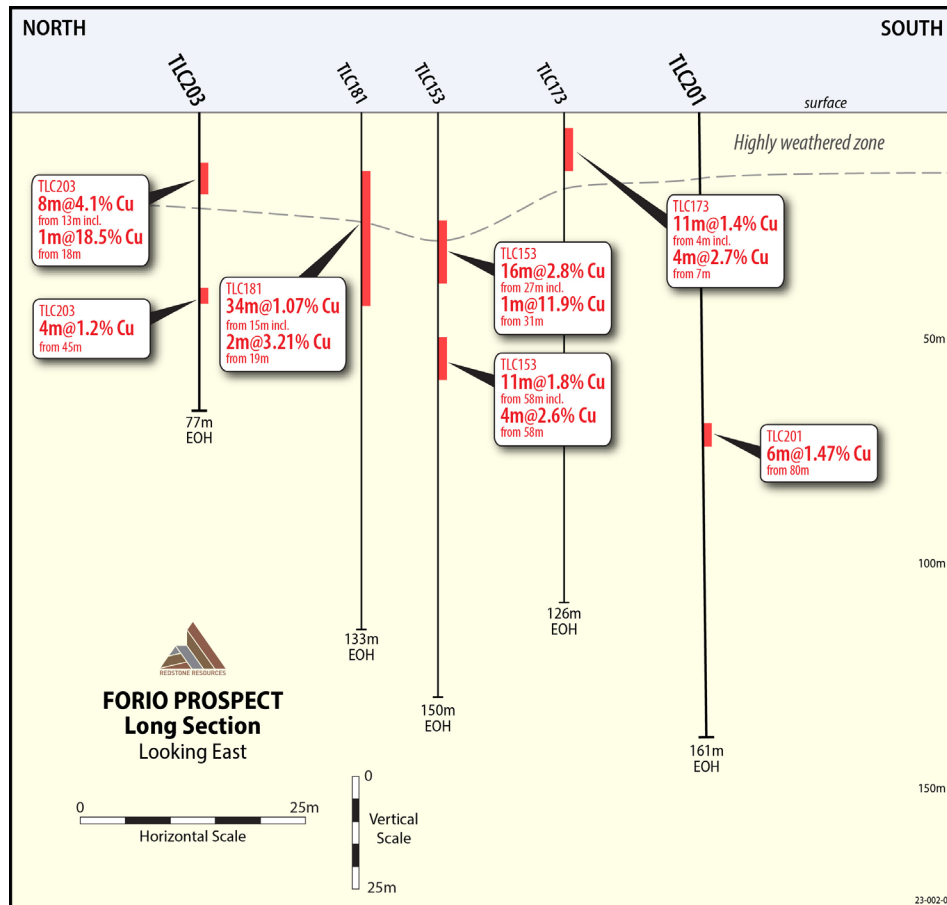 NORTH
SOUTH
TLC203
TLC181
TLC153
TLC173
TLC201
surface
Highly weathered zone
TLC203
8m@4.1% Cu
from 13m incl.
1m@18.5% Cu
from 18m
TLC203
4m@1.2% Cu
from 45m
TLC181
34m@1.07% Cu
from 15m incl.
2m@3.21% Cu
from 19m
TLC153
16m@2.8% Cu
from 27m incl.
1m@11.9% Cu
from 31m
TLC153
11m@1.8% Cu
from 58m incl.
4m@2.6% Cu
from 58m
TLC173
11m@1.4% Cu
from 4m incl.
4m@2.7% Cu
from 7m
TLC201
6m@1.47% Cu
from 80m
50m
100m
150m
77m
EOH
133m
EOH
150m
EOH
126m
EOH
161m
EOH
REDSTONE RESOURCES
FORIO PROSPECT
Long Section
Looking East
0
25m
Horizontal Scale
0
Vertical
Scale
25m